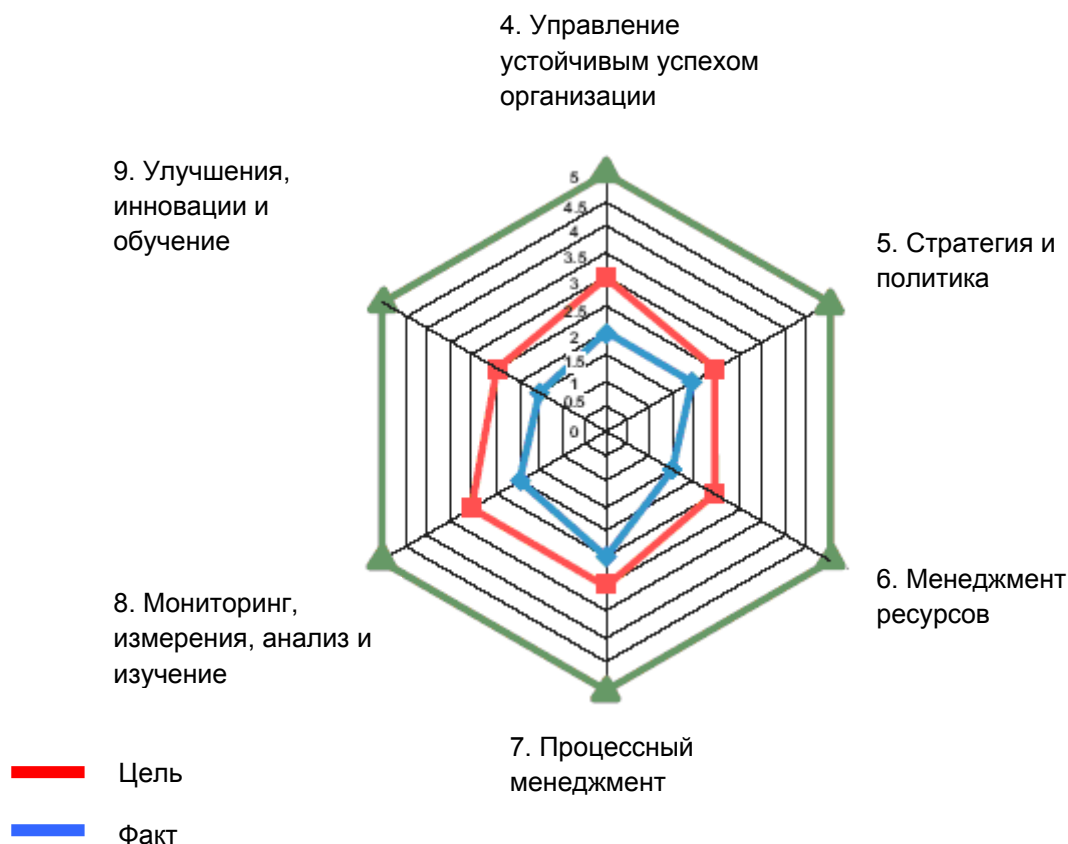 4. Управление
устойчивым успехом
организации
9. Улучшения,
инновации и
обучение
5. Стратегия и
политика
5
4.5
4
3.5
3
2.5
2
1.5
1
0.5
0
6. Менеджмент
ресурсов
8. Мониторинг,
измерения, анализ и
изучение
7. Процессный
менеджмент
Цель
Факт